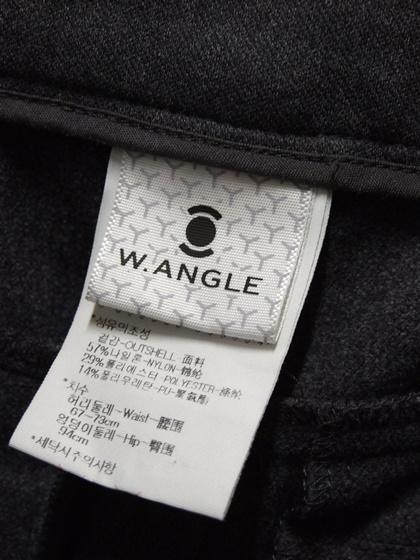 W.ANGLE
*섬유의조성
겉감-OUTSHELL-面料
57%나일론-NYLON-锦纶
29%폴리에스터 POLYESTER-涤纶
14%폴리우레탄-PU-聚氨酯
*치수
허리둘레-Waist-腰围
67-73cm
엉덩이둘레-Hip-臀围
94cm
*세탁시주의사항